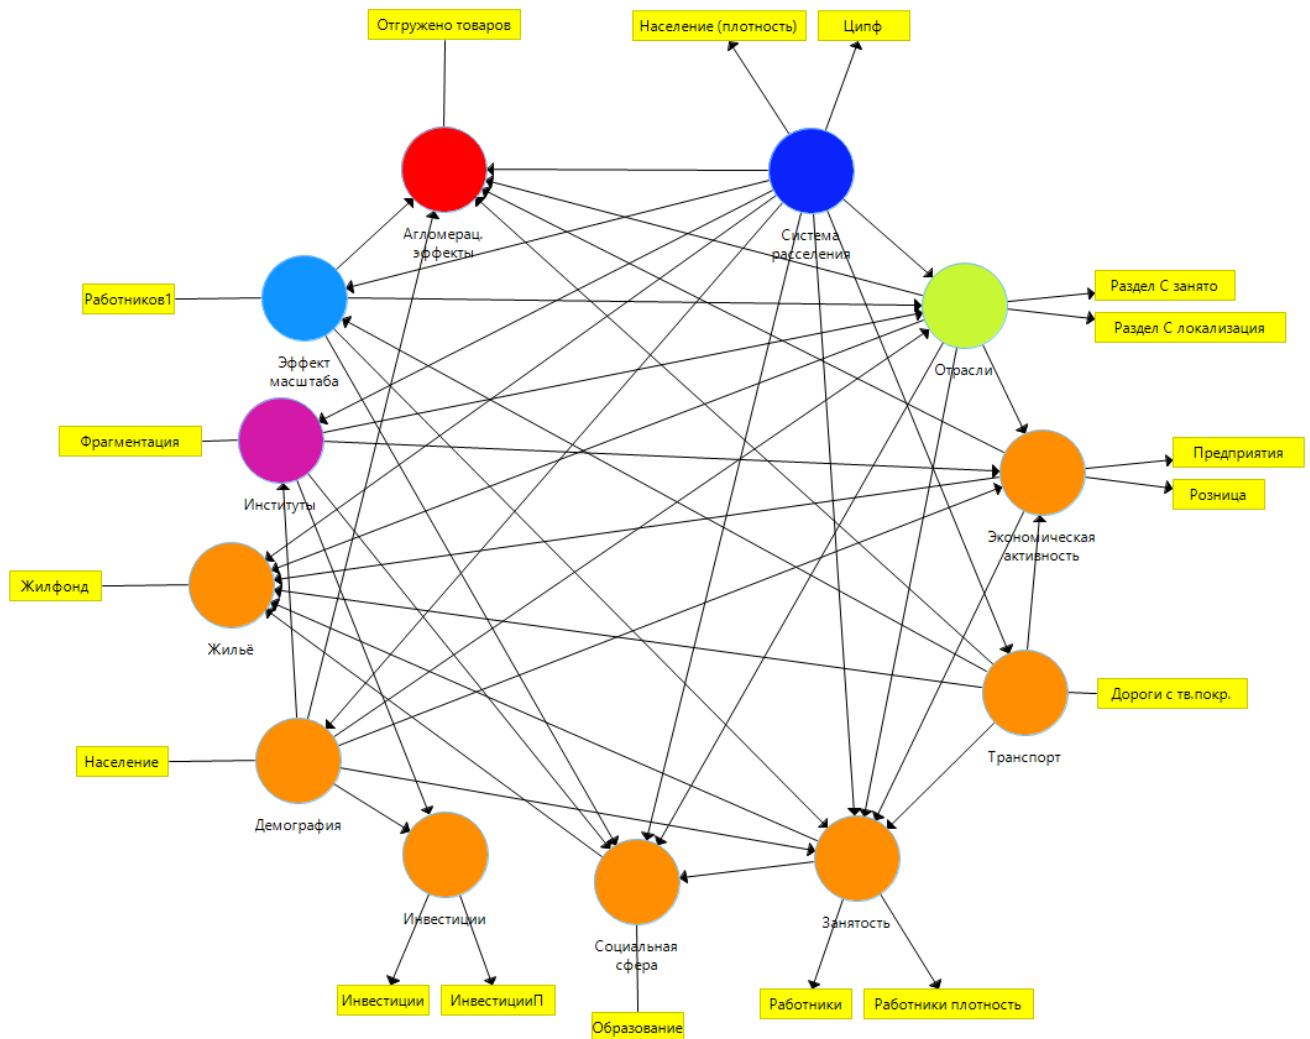 Отгружено товаров
Население (плотность)
Ципф
Агломерац.
эффекты
Система
расселения
Работников1
Раздел C занято
Раздел C локализация
Эффект
масштаба
Отрасли
Фрагментация
Предприятия
Розница
Институты
Экономическая
активность
Жилфонд
Жильё
Дороги с тв.покр.
Транспорт
Население
Демография
Инвестиции
Социальная
сфера
Занятость
Инвестиции
ИнвестицииП
Образование
Работники
Работники плотность